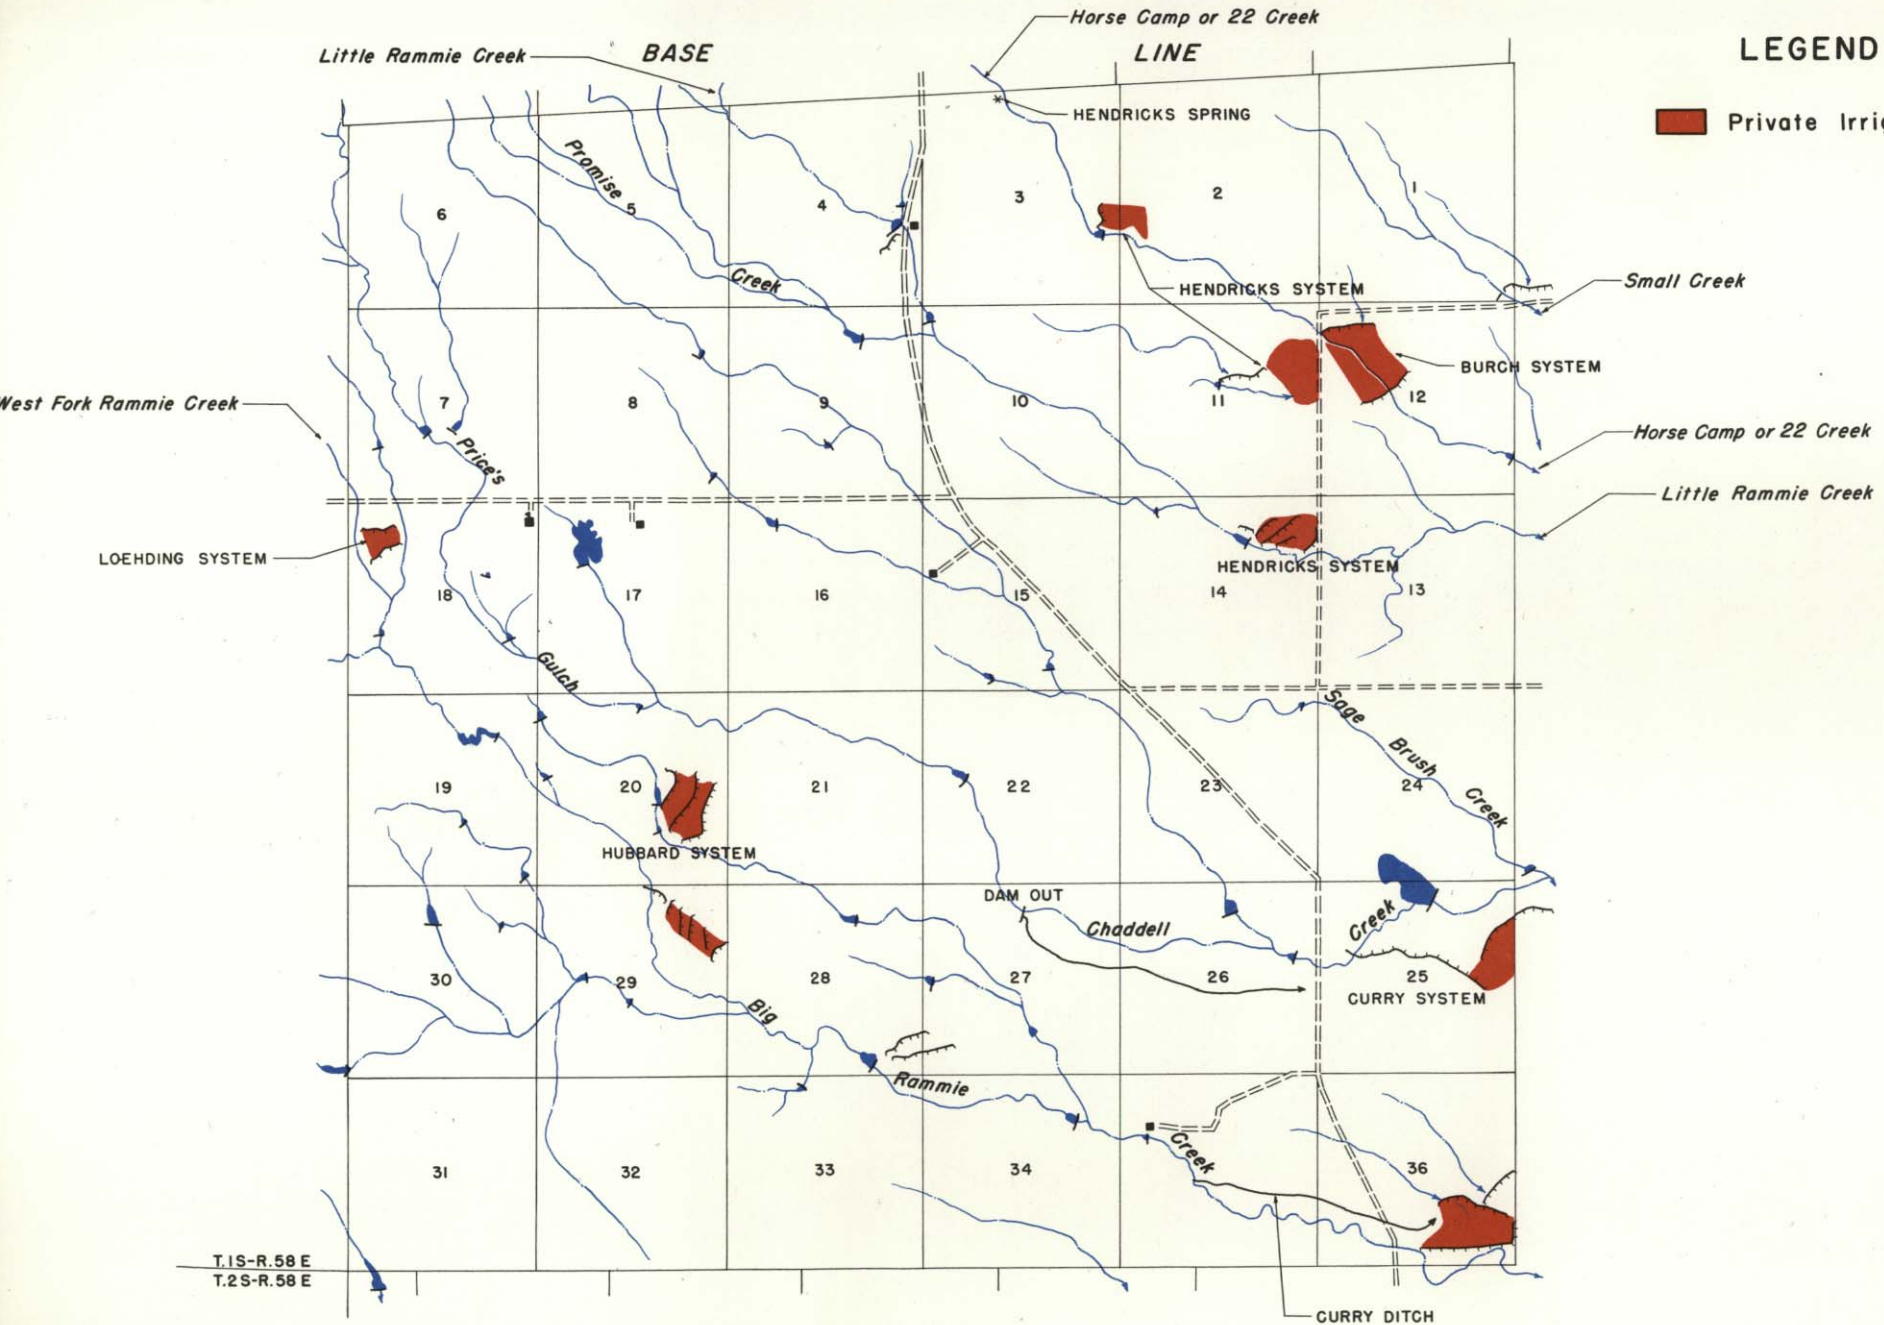 Horse Camp or 22 Creek
Little Rammie Creek
BASE
LINE
LEGEND
HENDRICKS SPRING
Private Irrig
Promise
6
5
4
3
2
1
Creek
HENDRICKS SYSTEM
Small Creek
BURCH SYSTEM
West Fork Rammie Creek
7
8
9
10
11
12
Price's
Horse Camp or 22 Creek
Little Rammie Creek
LOEHDING SYSTEM
HENDRICKS SYSTEM
18
17
16
15
14
13
Gulch
Sage
Brush
Creek
19
20
21
22
23
24
HUBBARD SYSTEM
DAM OUT
Chaddell
Creek
30
29
28
27
26
25
CURRY SYSTEM
Big
Rammie
Creek
31
32
33
34
36
T.1S-R.58E
T.2S-R.58E
CURRY DITCH